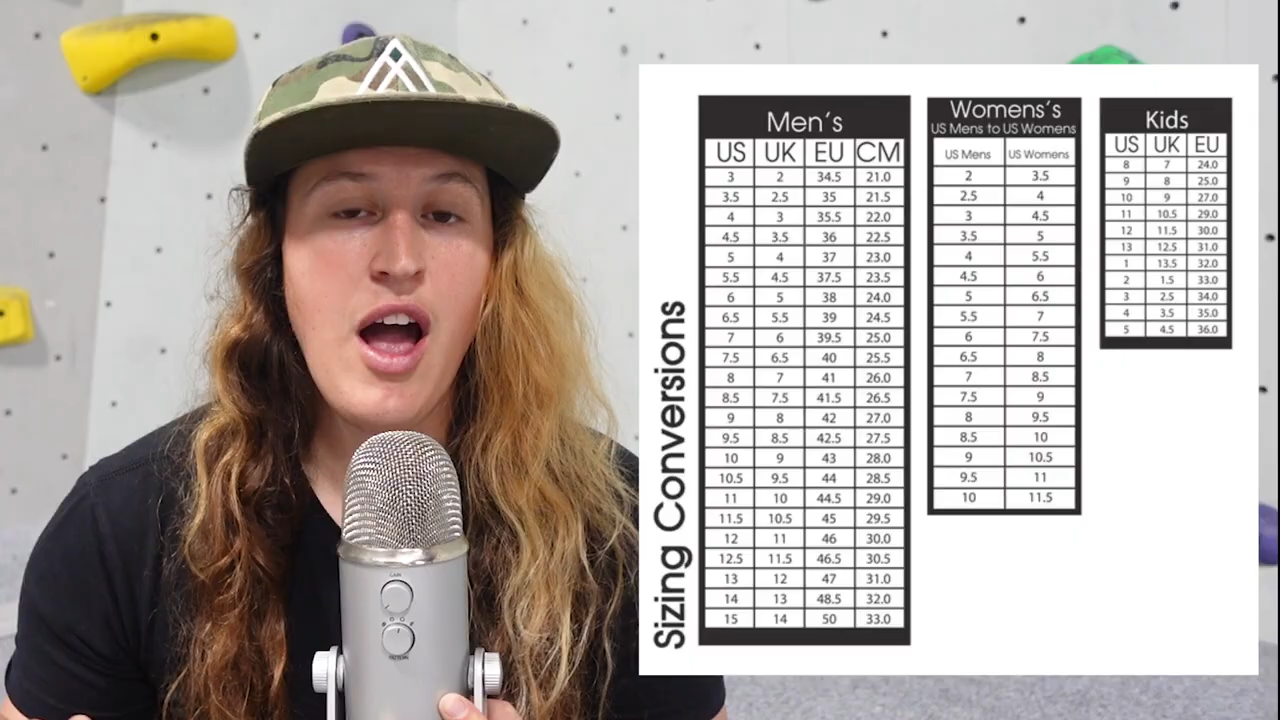 Sizing Conversions
Men´s
US UK EU CM
3 2 34.5 21.0
3.5 2.5 35 21.5
4 3 35.5 22.0
4.5 3.5 36 22.5
5 4 37 23.0
5.5 4.5 37.5 23.5
6 5 38 24.0
6.5 5.5 39 24.5
7 6 39.5 25.0
7.5 6.5 40 25.5
8 7 41 26.0
8.5 7.5 41.5 26.5
9 8 42 27.0
9.5 8.5 42.5 27.5
10 9 43 28.0
10.5 9.5 44 28.5
11 10 44.5 29.0
11.5 10.5 45 29.5
12 11 46 30.0
12.5 11.5 46.5 30.5
13 12 47 31.0
14 13 48.5 32.0
15 14 50 33.0
Womens´s
US Mens to US Womens
US Mens US Womens
2 3.5
2.5 4
3 4.5
3.5 5
4 5.5
4.5 6
5 6.5
5.5 7
6 7.5
6.5 8
7 8.5
7.5 9
8 9.5
8.5 10
9 10.5
9.5 11
10 11.5
Kids
US UK EU
8 7 24.0
9 8 25.0
10 9 27.0
11 10.5 29.0
12 11.5 30.0
13 12.5 31.0
1 13.5 32.0
2 1.5 33.0
3 2.5 34.0
4 3.5 35.0
5 4.5 36.0
GAIN
PATTERN